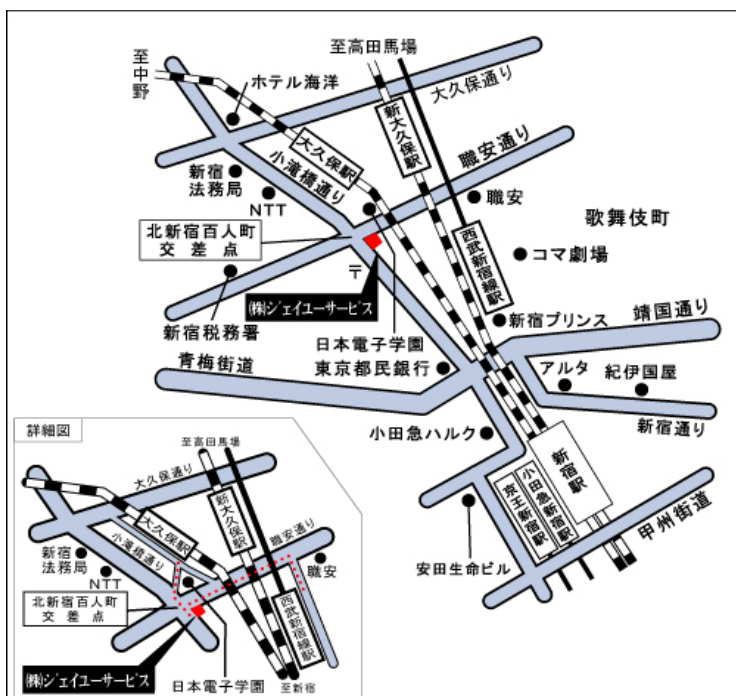 至高田馬場
至中野
ホテル海洋
大久保通り
新大久保駅
大久保駅
職安通り
小滝橋通り
新宿
法務局
NTT
職安
歌舞伎町
北新宿百人町
交差点
西武新宿線駅
コマ劇場
〒
㈱ジェイユーサービス
新宿税務署
新宿プリンス
靖国通り
日本電子学園
青梅街道
東京都民銀行
アルタ
紀伊国屋
新宿通り
小田急ハルク
新宿駅
小田急新宿駅
京王新宿駅
甲州街道
安田生命ビル
詳細図
至高田馬場
大久保通り
新大久保駅
大久保駅
職安通り
小滝橋通り
新宿
法務局
NTT
職安
北新宿百人町
交差点
西武新宿線駅
㈱ジェイユーサービス
日本電子学園
至新宿